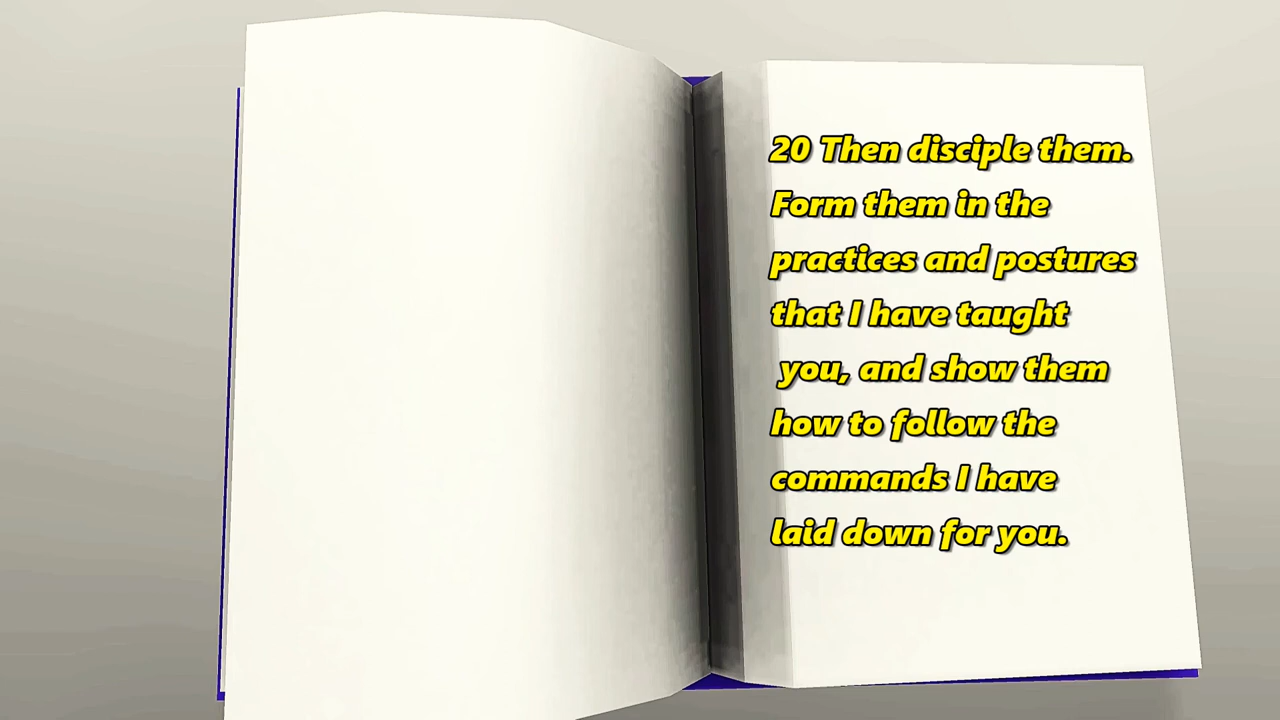 20 Then disciple them.
Form them in the
practices and postures
that I have taught
you, and show them
how to follow the
commands I have
laid down for you.